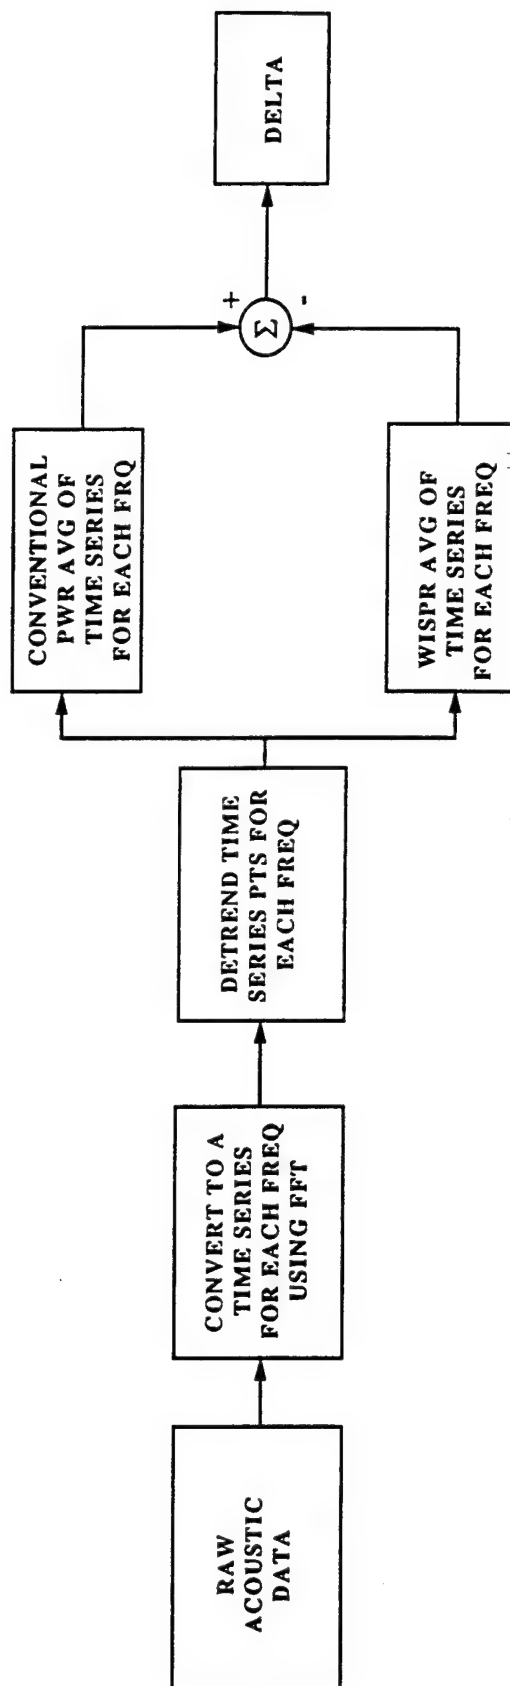 RAW
ACOUSTIC
DATA
CONVERT TO A
TIME SERIES
FOR EACH FREQ
USING FFT
DETREND TIME
SERIES PTS FOR
EACH FREQ
CONVENTIONAL
PWR AVG OF
TIME SERIES
FOR EACH FRQ
WISPR AVG OF
TIME SERIES
FOR EACH FREQ
+
Σ
-
DELTA